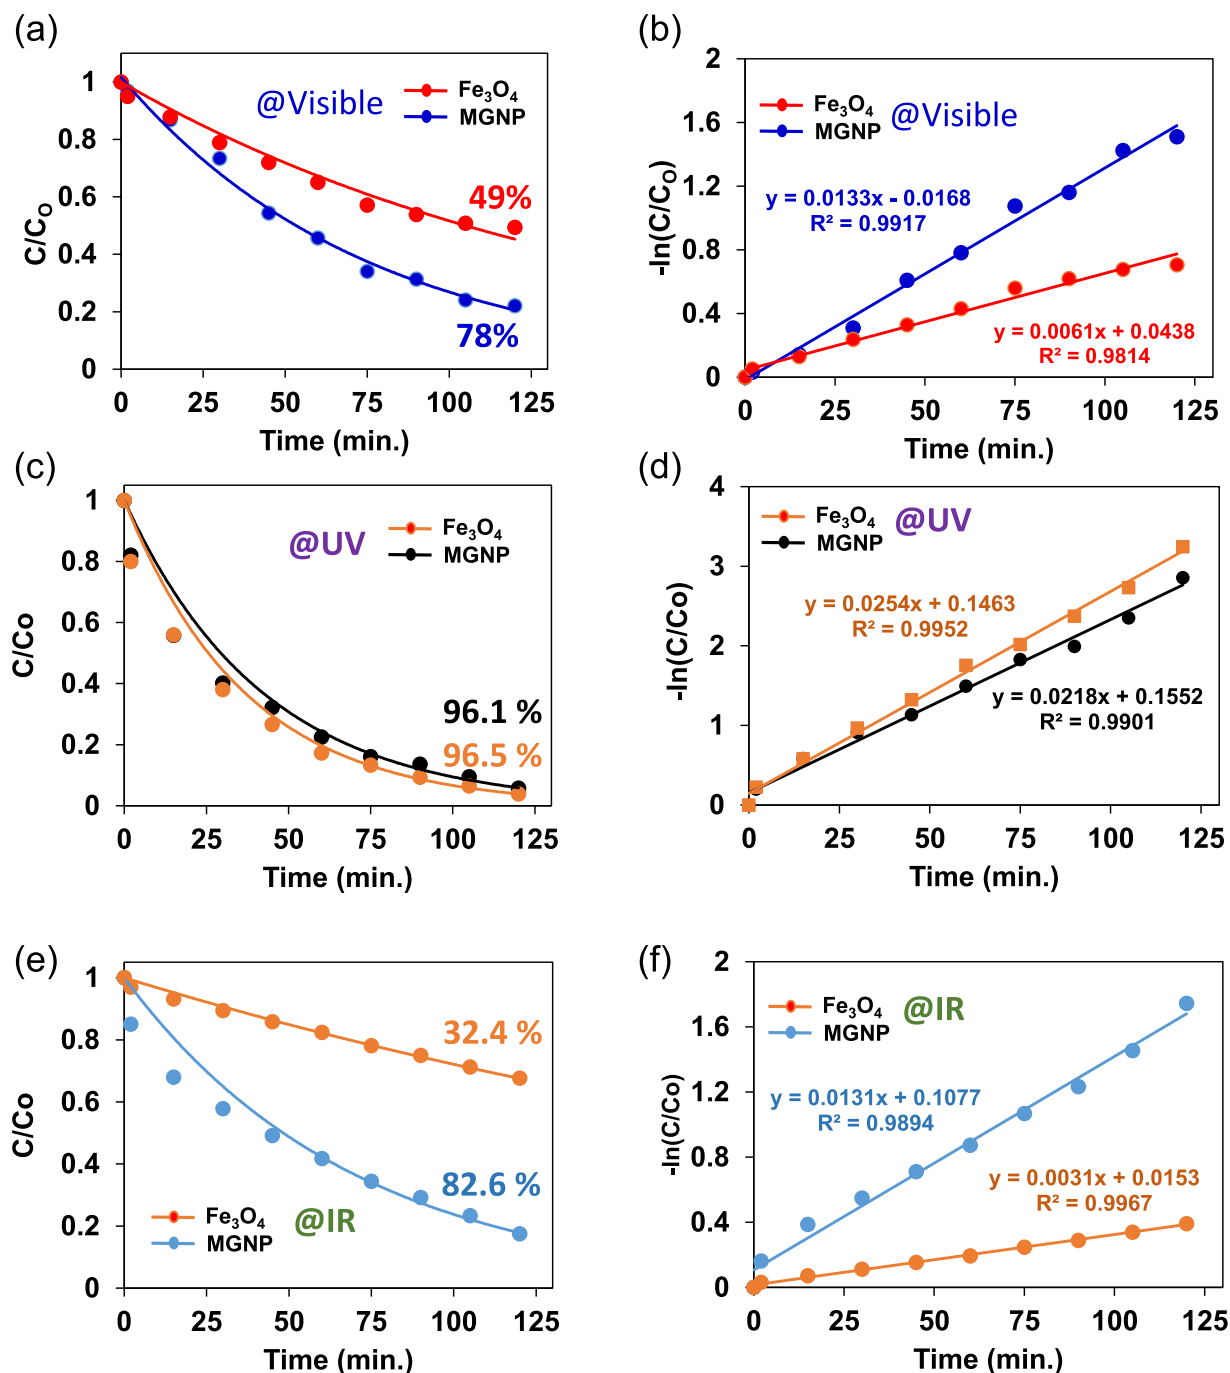 (a)
1
0.8
0.6
0.4
0.2
0
C/C₀
@Visible
Fe₃O₄
MGNP
49%
78%
0 25 50 75 100 125
Time (min.)
(b)
2
1.6
1.2
0.8
0.4
0
-ln(C/C₀)
Fe₃O₄
MGNP
@Visible
y = 0.0133x - 0.0168
R² = 0.9917
y = 0.0061x + 0.0438
R² = 0.9814
0 25 50 75 100 125
Time (min.)
(c)
1
0.8
0.6
0.4
0.2
0
C/Co
@UV
Fe₃O₄
MGNP
96.1 %
96.5 %
0 25 50 75 100 125
Time (min.)
(d)
4
3
2
1
0
-ln(C/Co)
Fe₃O₄
MGNP
@UV
y = 0.0254x + 0.1463
R² = 0.9952
y = 0.0218x + 0.1552
R² = 0.9901
0 25 50 75 100 125
Time (min.)
(e)
1
0.8
0.6
0.4
0.2
0
C/Co
32.4 %
82.6 %
Fe₃O₄
MGNP
@IR
0 25 50 75 100 125
Time (min.)
(f)
2
1.6
1.2
0.8
0.4
0
-ln(C/Co)
Fe₃O₄
MGNP
@IR
y = 0.0131x + 0.1077
R² = 0.9894
y = 0.0031x + 0.0153
R² = 0.9967
0 25 50 75 100 125
Time (min.)